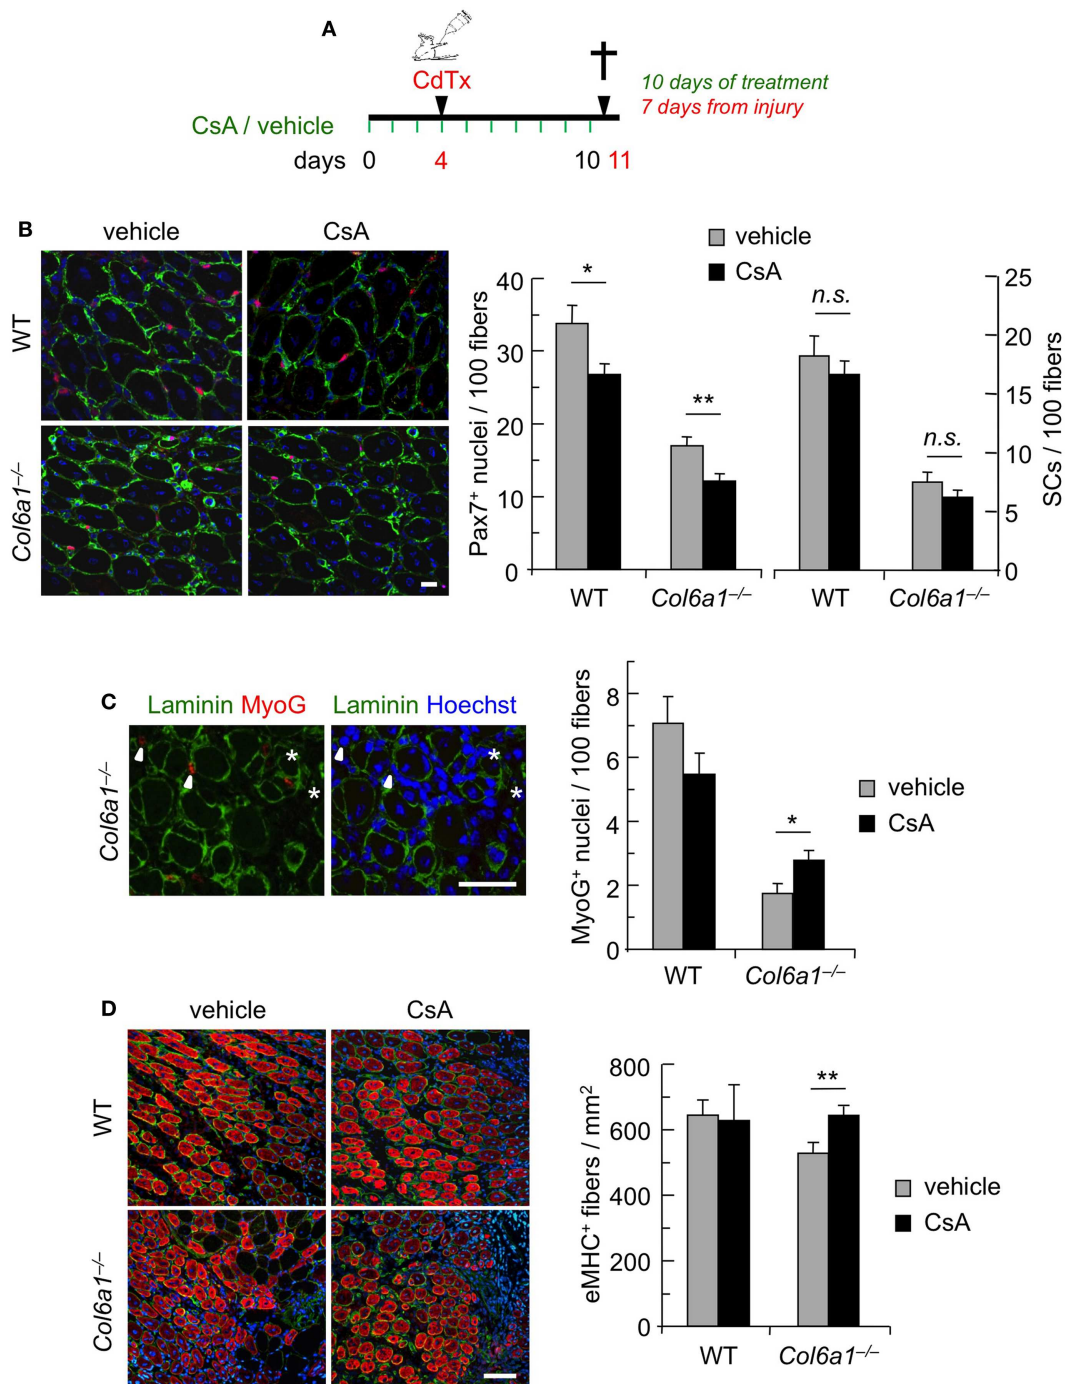 A
CdTx
10 days of treatment
7 days from injury
CsA / vehicle
days 0 4 10 11
B
vehicle CsA
WT
Col6a1–/–
vehicle
CsA
Pax7+ nuclei / 100 fibers
40
30
20
10
0
*
**
WT Col6a1–/–
n.s.
n.s.
WT Col6a1–/–
25
20
15
10
5
0
SCs / 100 fibers
C
Laminin MyoG Laminin Hoechst
Col6a1–/–
* *
* *
MyoG+ nuclei / 100 fibers
8
6
4
2
0
*
WT Col6a1–/–
vehicle
CsA
D
vehicle CsA
WT
Col6a1–/–
eMHC+ fibers / mm2
800
600
400
200
0
**
WT Col6a1–/–
vehicle
CsA